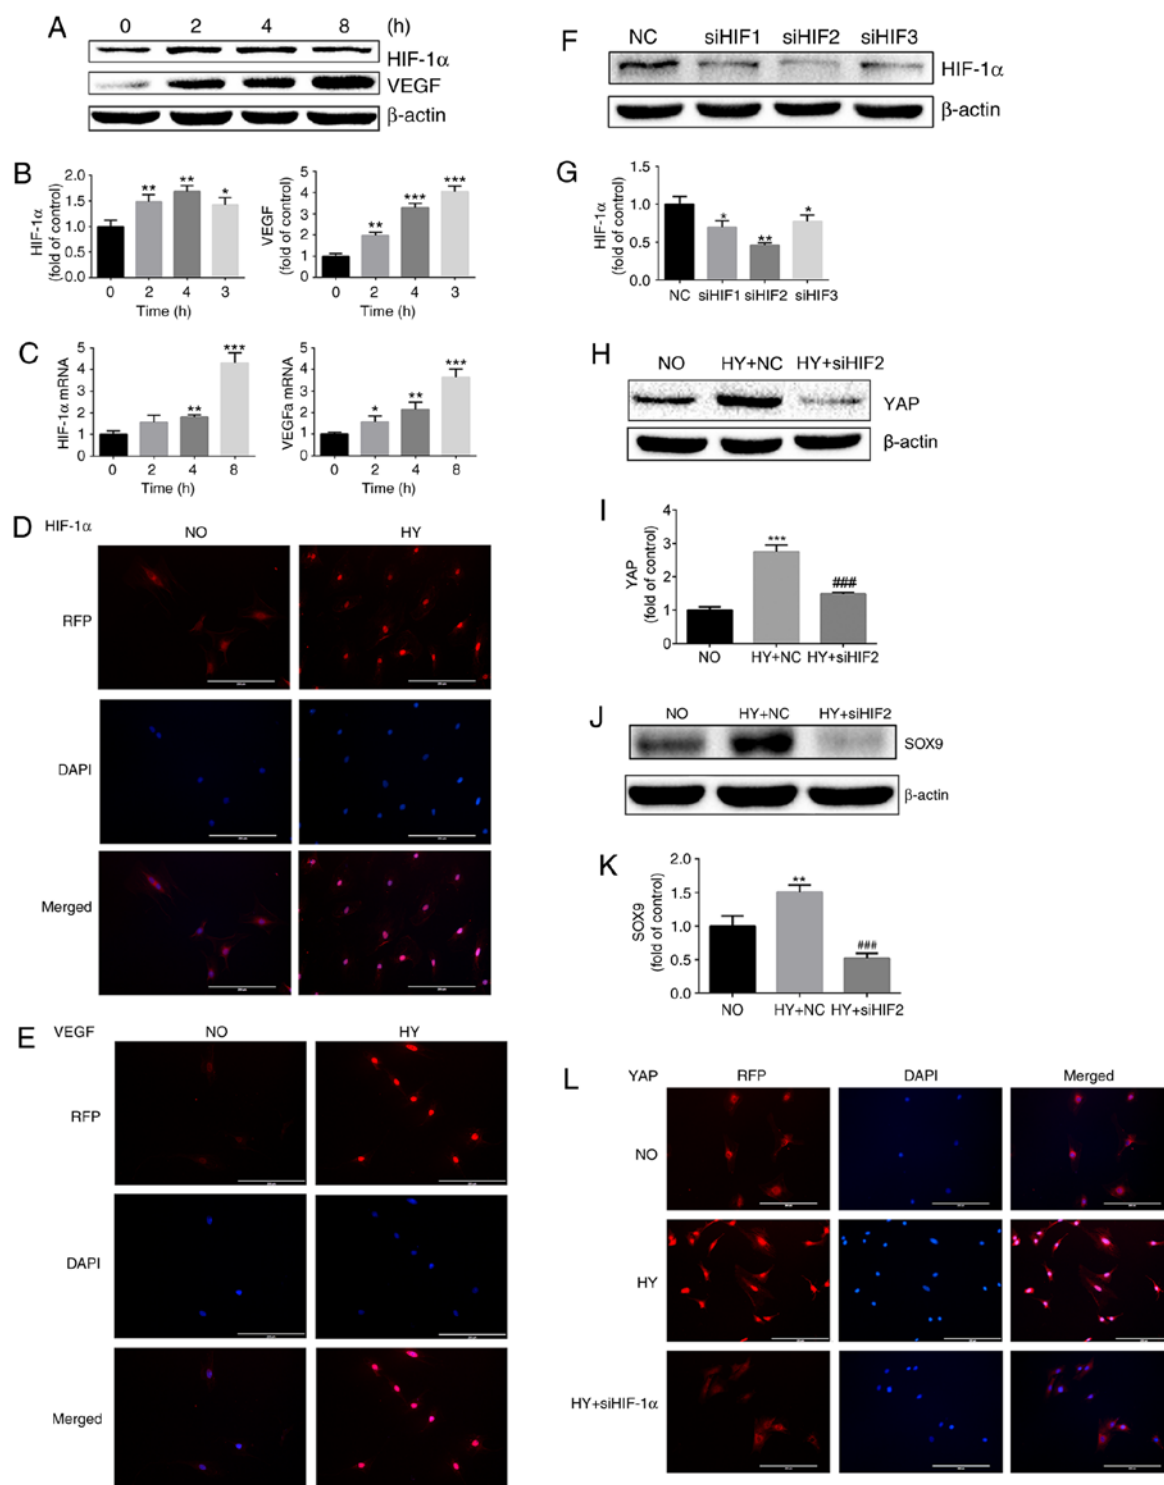 A
0 2 4 8 (h)
HIF-1α
VEGF
β-actin
B
HIF-1α
(fold of control)
2.0
1.5
1.0
0.5
0.0
** ** *
0 2 4 3
Time (h)
VEGF
(fold of control)
5
4
3
2
1
0
** *** ***
0 2 4 3
Time (h)
C
HIF-1α mRNA
5
4
3
2
1
0
** ***
0 2 4 8
Time (h)
VEGFa mRNA
5
4
3
2
1
0
* ** ***
0 2 4 8
Time (h)
D
HIF-1α
NO HY
RFP
DAPI
Merged
E
VEGF
NO HY
RFP
DAPI
Merged
F
NC siHIF1 siHIF2 siHIF3
HIF-1α
β-actin
G
HIF-1α
(fold of control)
1.5
1.0
0.5
0.0
* ** *
NC siHIF1 siHIF2 siHIF3
H
NO HY+NC HY+siHIF2
YAP
β-actin
I
YAP
(fold of control)
4
3
2
1
0
*** ###
NO HY+NC HY+siHIF2
J
NO HY+NC HY+siHIF2
SOX9
β-actin
K
SOX9
(fold of control)
2.0
1.5
1.0
0.5
0.0
** ###
NO HY+NC HY+siHIF2
L
YAP RFP DAPI Merged
NO
HY
HY+siHIF-1α